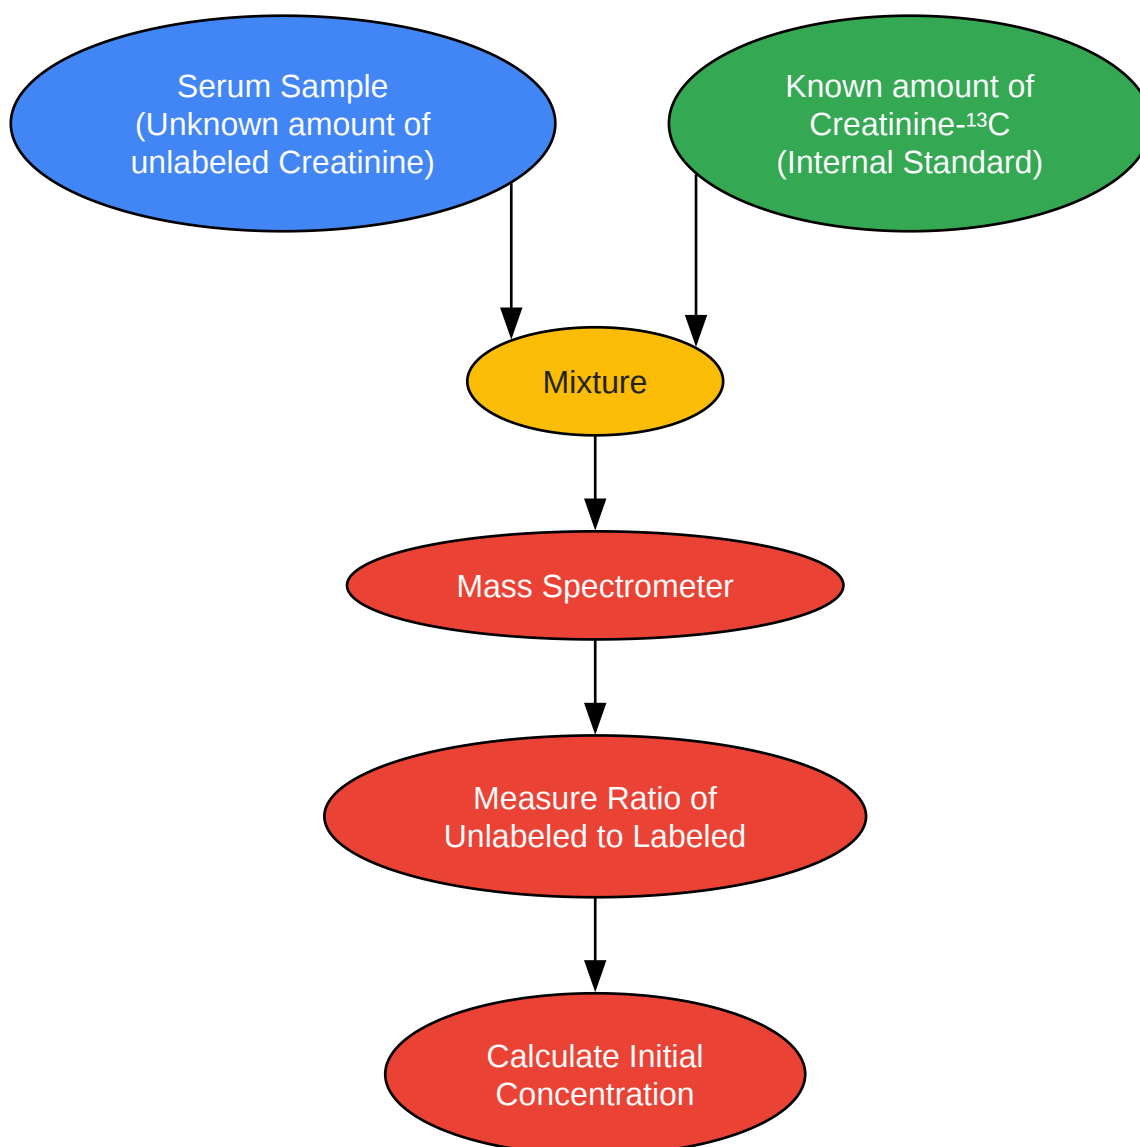 Serum Sample
(Unknown amount of
unlabeled Creatinine)
Known amount of
Creatinine-¹³C
(Internal Standard)
Mixture
Mass Spectrometer
Measure Ratio of
Unlabeled to Labeled
Calculate Initial
Concentration